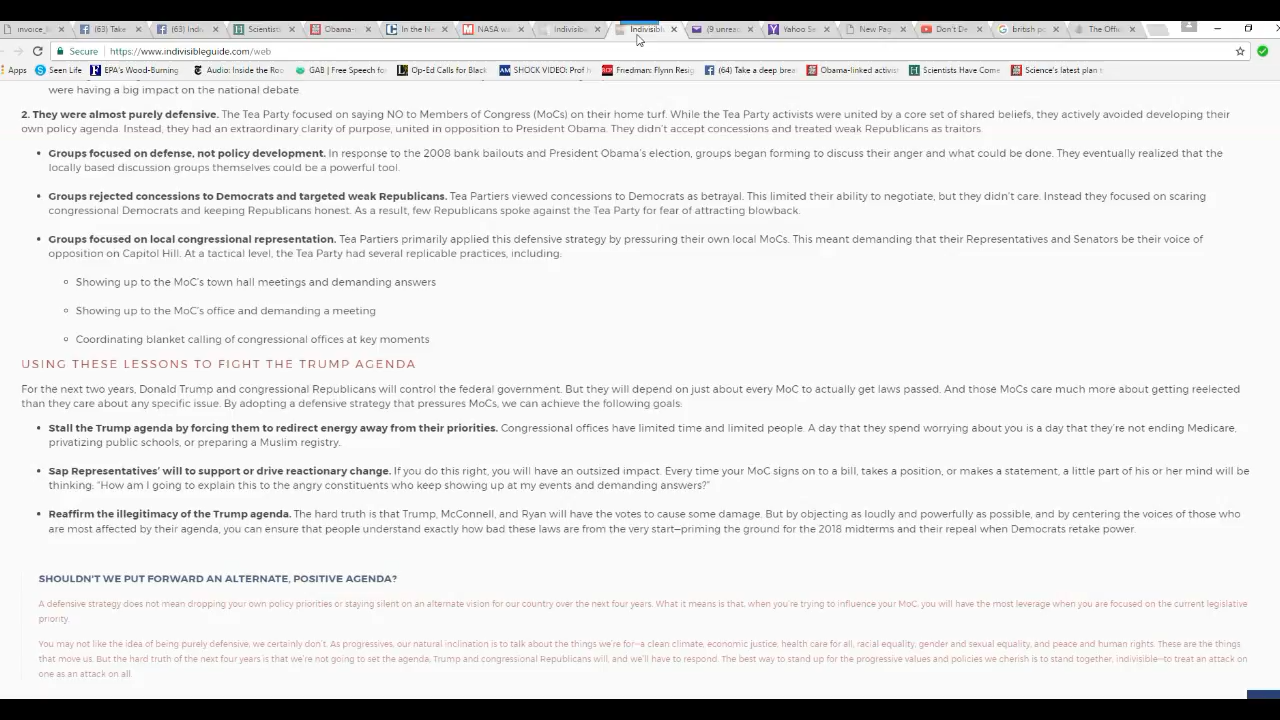 invoice_
(63) Take
(63) Indi
Scientist
Obama-
In the Ne
NASA w
Indivisib
Indivisib
(9 unrea
Yahoo Se
New Pag
Don't De
british p
The Offi
Secure https://www.indivisibleguide.com/web
Apps Seen Life EPA's Wood-Burning Audio: Inside the Roo GAB | Free Speech fo Op-Ed Calls for Black SHOCK VIDEO: Prof Friedman: Flynn Resig (64) Take a deep brea Obama-linked activis Scientists Have Come Science's latest plan t
were having a big impact on the national debate
2. They were almost purely defensive. The Tea Party focused on saying NO to Members of Congress (MoCs) on their home turf. While the Tea Party activists were united by a core set of shared beliefs, they actively avoided developing their
own policy agenda. Instead, they had an extraordinary clarity of purpose, united in opposition to President Obama. They didn't accept concessions and treated weak Republicans as traitors
• Groups focused on defense, not policy development. In response to the 2008 bank bailouts and President Obama's election, groups began forming to discuss their anger and what could be done. They eventually realized that the
locally based discussion groups themselves could be a powerful tool.
• Groups rejected concessions to Democrats and targeted weak Republicans. Tea Partiers viewed concessions to Democrats as betrayal. This limited their ability to negotiate, but they didn't care. Instead they focused on scaring
congressional Democrats and keeping Republicans honest. As a result, few Republicans spoke against the Tea Party for fear of attracting blowback.
• Groups focused on local congressional representation. Tea Partiers primarily applied this defensive strategy by pressuring their own local MoCs. This meant demanding that their Representatives and Senators be their voice of
opposition on Capitol Hill. At a tactical level, the Tea Party had several replicable practices, including:
Showing up to the MoC's town hall meetings and demanding answers
Showing up to the MoC's office and demanding a meeting
Coordinating blanket calling of congressional offices at key moments
USING THESE LESSONS TO FIGHT THE TRUMP AGENDA
For the next two years, Donald Trump and congressional Republicans will control the federal government. But they will depend on just about every MoC to actually get laws passed. And those MoCs care much more about getting reelected
than they care about any specific issue. By adopting a defensive strategy that pressures MoCs, we can achieve the following goals:
• Stall the Trump agenda by forcing them to redirect energy away from their priorities. Congressional offices have limited time and limited people. A day that they spend worrying about you is a day that they're not ending Medicare,
privatizing public schools, or preparing a Muslim registry.
• Sap Representatives' will to support or drive reactionary change. If you do this right, you will have an outsized impact. Every time your MoC signs on to a bill, takes a position, or makes a statement, a little part of his or her mind will be
thinking: "How am I going to explain this to the angry constituents who keep showing up at my events and demanding answers?"
• Reaffirm the illegitimacy of the Trump agenda. The hard truth is that Trump, McConnell, and Ryan will have the votes to cause some damage. But by objecting as loudly and powerfully as possible, and by centering the voices of those who
are most affected by their agenda, you can ensure that people understand exactly how bad these laws are from the very start—priming the ground for the 2018 midterms and their repeal when Democrats retake power.
SHOULDN'T WE PUT FORWARD AN ALTERNATE, POSITIVE AGENDA?
A defensive strategy does not mean dropping your own policy priorities or staying silent on an alternate vision for our country over the next four years. What it means is that, when you're trying to influence your MoC, you will have the most leverage when you are focused on the current legislative
priority.
You may not like the idea of being purely defensive; we certainly don't. As progressives, our natural inclination is to talk about the things we're for—a clean climate, economic justice, health care for all, racial equality, gender and sexual equality, and peace and human rights. These are the things
that move us. But the hard truth of the next four years is that we're not going to set the agenda; Trump and congressional Republicans will, and we'll have to respond. The best way to stand up for the progressive values and policies we cherish is to stand together, indivisible—to treat an attack on
one as an attack on all.